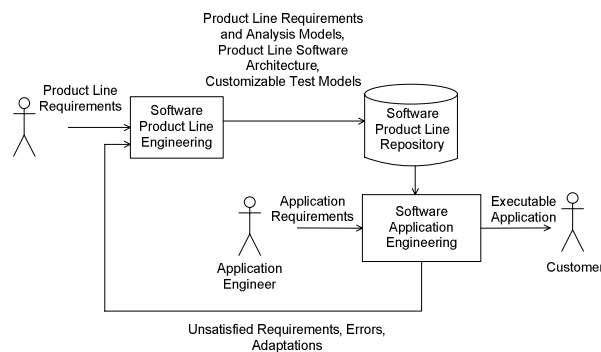 Product Line Requirements
and Analysis Models,
Product Line Software
Architecture,
Customizable Test Models
Product Line
Requirements
Software
Product Line
Engineering
Software
Product Line
Repository
Application
Requirements
Software
Application
Engineering
Executable
Application
Application
Engineer
Customer
Unsatisfied Requirements, Errors,
Adaptations